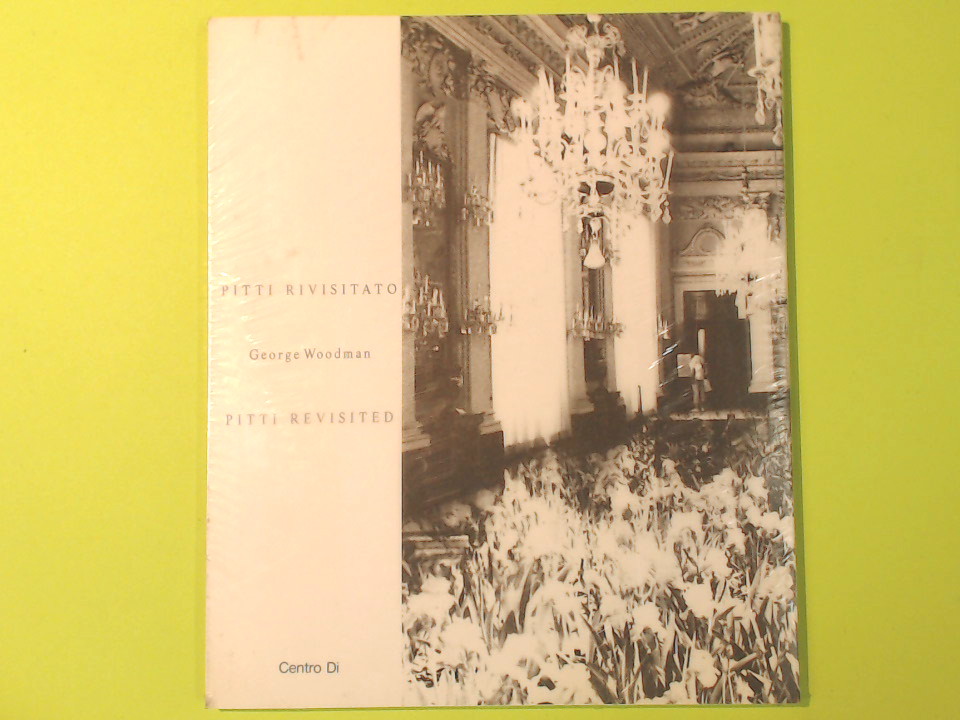 PITTI RIVISITATO
George Woodman
PITTI REVISITED
Centro Di